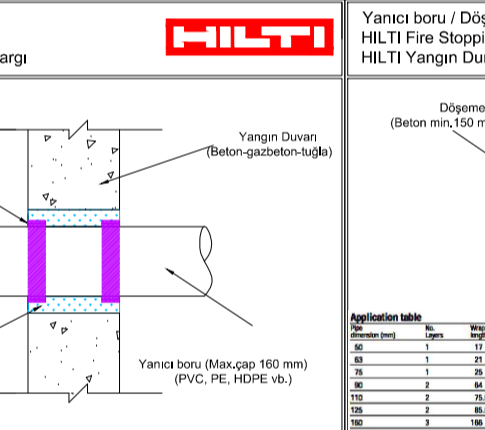 argı
HILTI
Yangın Duvarı
(Beton-gazbeton-tuğla)
Yanıcı boru (Max.çap 160 mm)
(PVC, PE, HDPE vb.)
Yanıcı boru / Döş
HILTI Fire Stoppi
HILTI Yangın Du
Döşeme
(Beton min.150 m
Application table
Pipe dimension (mm) No. Layers Wrap length
50 1 17
63 1 21
75 1 25
90 2 64
110 2 75.
125 2 85.
160 3 166